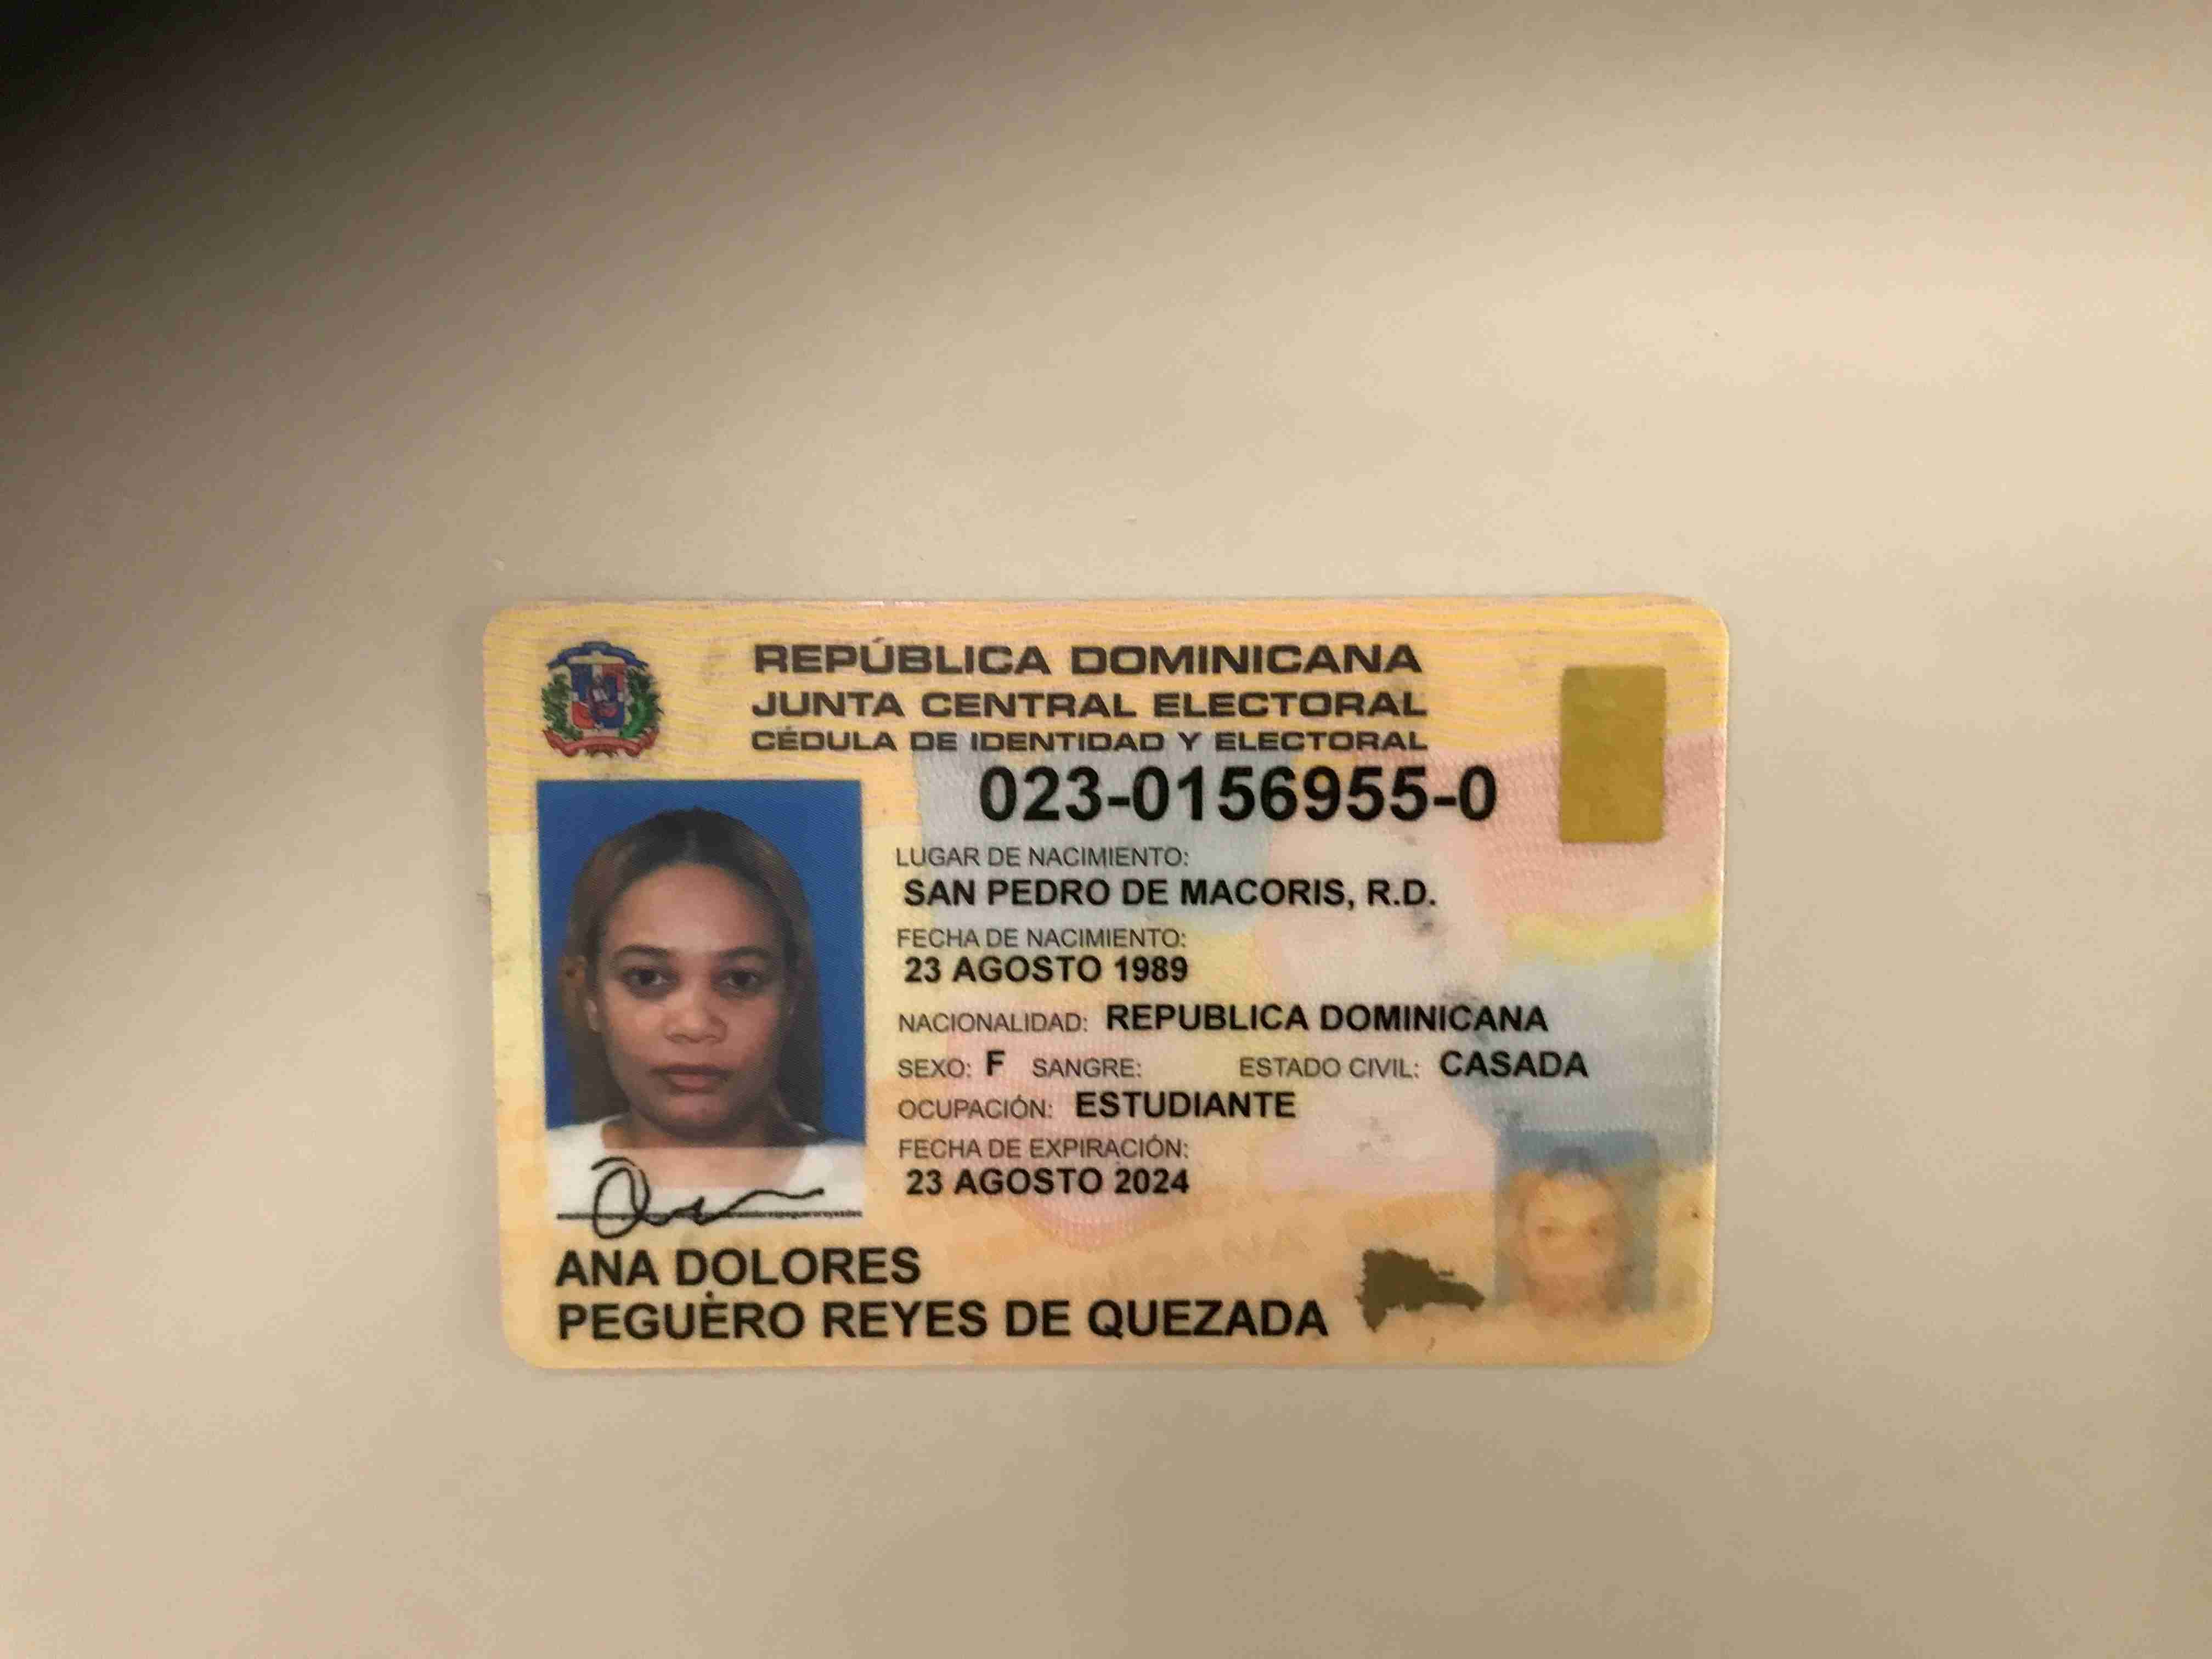 REPÚBLICA DOMINICANA
JUNTA CENTRAL ELECTORAL
CÉDULA DE IDENTIDAD Y ELECTORAL
023-0156955-0
LUGAR DE NACIMIENTO:
SAN PEDRO DE MACORIS, R.D.
FECHA DE NACIMIENTO:
23 AGOSTO 1989
NACIONALIDAD: REPUBLICA DOMINICANA
SEXO: F SANGRE: ESTADO CIVIL: CASADA
OCUPACIÓN: ESTUDIANTE
FECHA DE EXPIRACIÓN:
23 AGOSTO 2024
ANA DOLORES
PEGUERO REYES DE QUEZADA